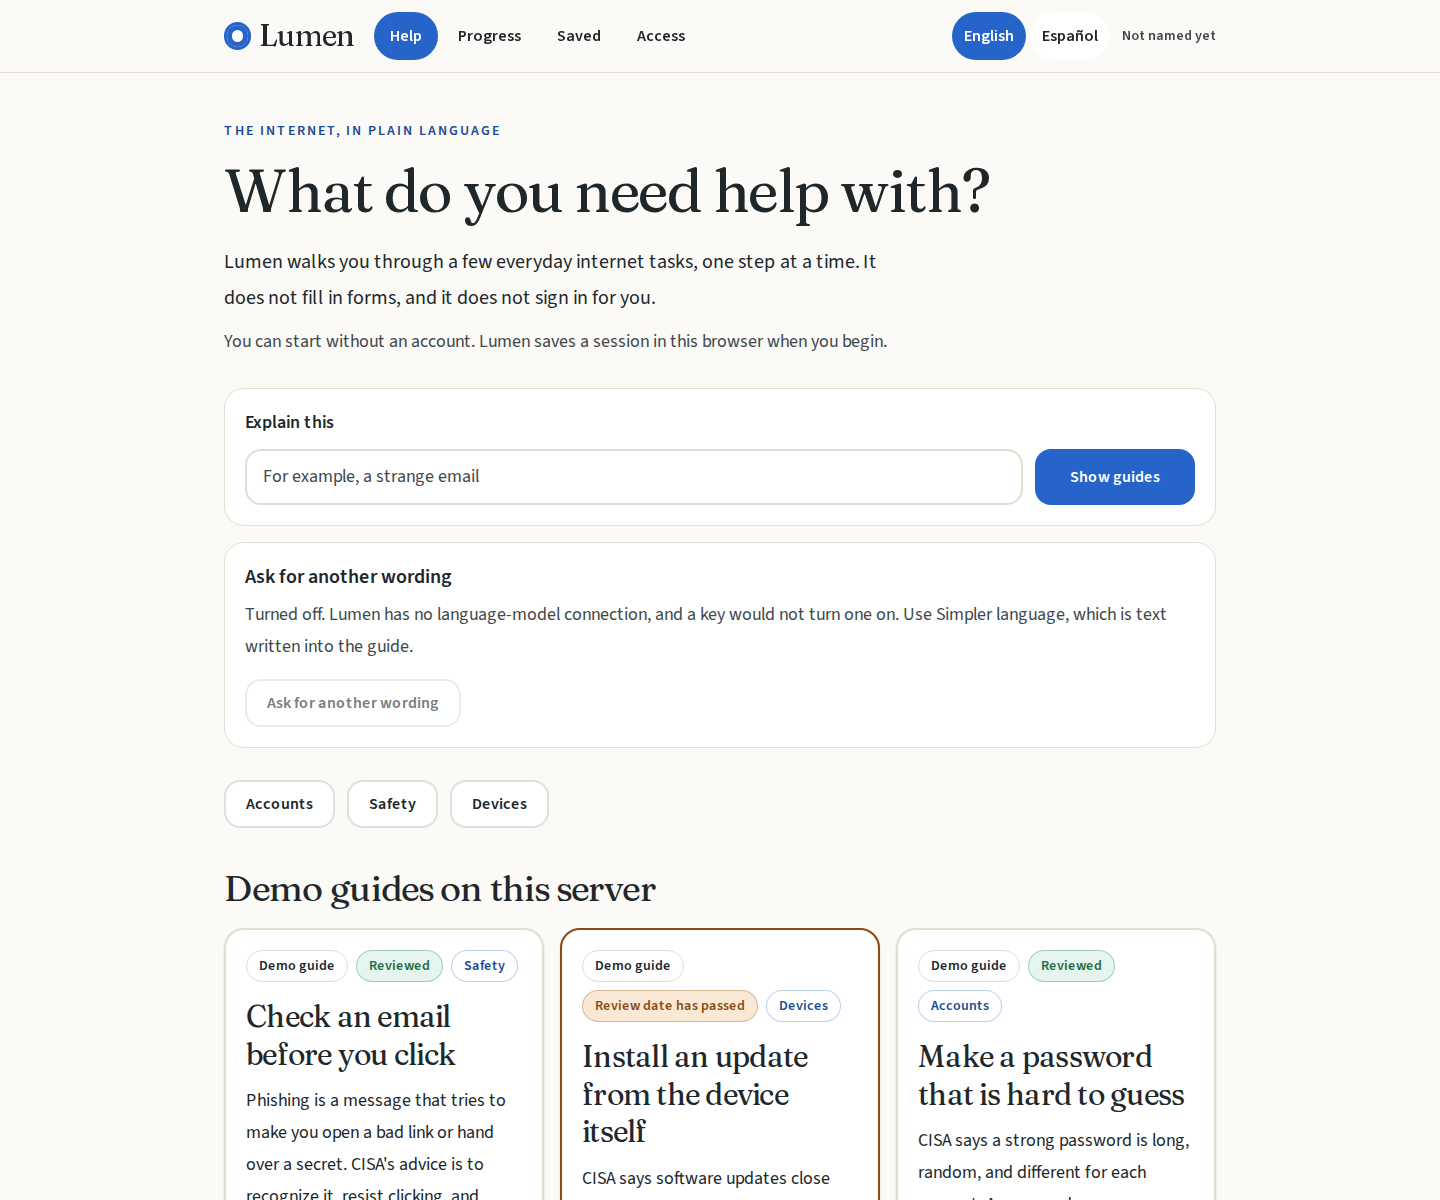 Lumen
Help
Progress
Saved
Access
English
Español
Not named yet
THE INTERNET, IN PLAIN LANGUAGE
What do you need help with?
Lumen walks you through a few everyday internet tasks, one step at a time. It
does not fill in forms, and it does not sign in for you.
You can start without an account. Lumen saves a session in this browser when you begin.
Explain this
For example, a strange email
Show guides
Ask for another wording
Turned off. Lumen has no language-model connection, and a key would not turn one on. Use Simpler language, which is text
written into the guide.
Ask for another wording
Accounts
Safety
Devices
Demo guides on this server
Demo guide
Reviewed
Safety
Check an email
before you click
Phishing is a message that tries to
make you open a bad link or hand
over a secret. CISA's advice is to
recognize it, resist clicking, and
Demo guide
Review date has passed
Devices
Install an update
from the device
itself
CISA says software updates close
Demo guide
Reviewed
Accounts
Make a password
that is hard to guess
CISA says a strong password is long,
random, and different for each